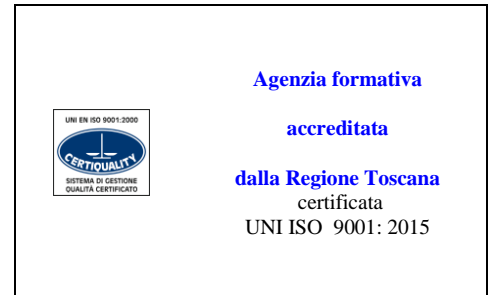 UNI EN ISO 9001:2000
CERTIQUALITY
SISTEMA DI GESTIONE
QUALITÀ CERTIFICATO
Agenzia formativa
accreditata
dalla Regione Toscana
certificata
UNI ISO 9001: 2015